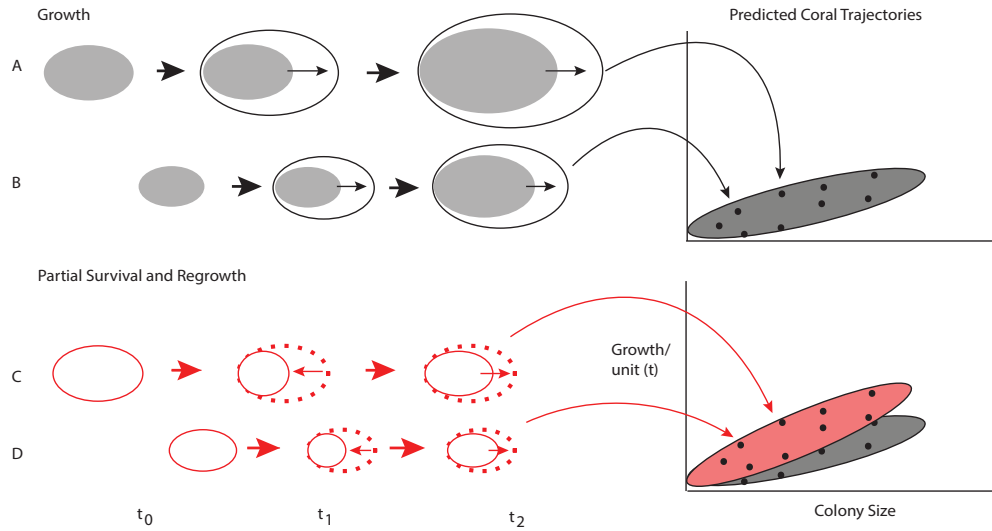 Growth
Predicted Coral Trajectories
A
B
Partial Survival and Regrowth
C
Growth/
unit (t)
D
t0
t1
t2
Colony Size